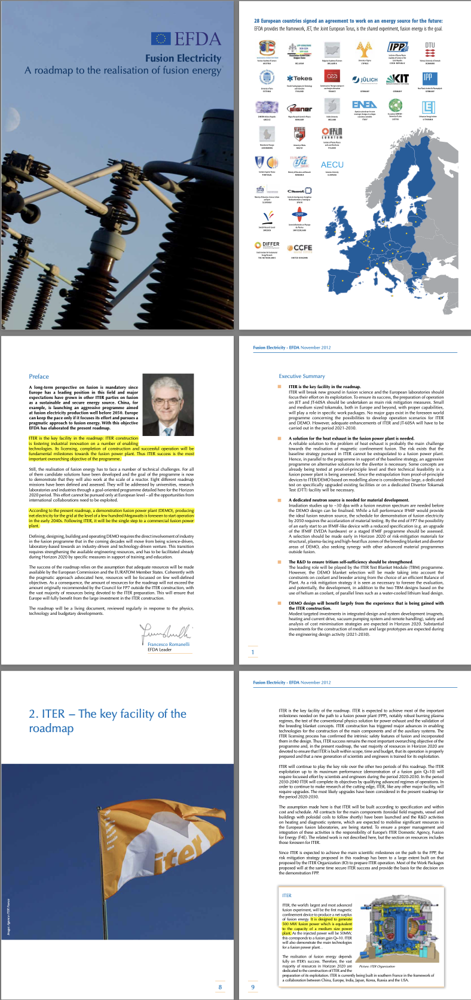 EFDA
Fusion Electricity
A roadmap to the realisation of fusion energy
28 European countries signed an agreement to work on an energy source for the future:
EFDA provides the framework, JET, the Joint European Torus, is the shared experiment, fusion energy is the goal.
IPP
DTU
AUSTRIA
BELGIUM
BULGARIA
CYPRUS
CZECH REPUBLIC
DENMARK
Tekes
cea
JÜLICH
KIT
IPP
ESTONIA
FINLAND
FRANCE
GERMANY
GERMANY
GERMANY
wigner
ENEA
LEI
GREECE
HUNGARY
IRELAND
ITALY
LATVIA
LITHUANIA
IFPiLM
LUXEMBOURG
MALTA
POLAND
ifa
AECU
PORTUGAL
ROMANIA
SLOVAKIA
sfa
Ciemat
SLOVENIA
SPAIN
CRPP
SWEDEN
SWITZERLAND
DIFFER
CCFE
THE NETHERLANDS
UNITED KINGDOM
Preface
A long-term perspective on fusion is mandatory since
Europe has a leading position in this field and major
expectations have grown in other ITER parties on fusion
as a sustainable and secure energy source. China, for
example, is launching an aggressive programme aimed
at fusion electricity production well before 2050. Europe
can keep the pace only if it focuses its effort and pursues a
pragmatic approach to fusion energy. With this objective
EFDA has elaborated the present roadmap.
ITER is the key facility in the roadmap: ITER construction
is fostering industrial innovation on a number of enabling
technologies. Its licensing, completion of construction and successful operation will be
fundamental milestones towards the fusion power plant. Thus ITER success is the most
important overarching objective of the programme.
Still, the realisation of fusion energy has to face a number of technical challenges. For all
of them candidate solutions have been developed and the goal of the programme is now
to demonstrate that they will also work at the scale of a reactor. Eight different roadmap
missions have been defined and assessed. They will be addressed by universities, research
laboratories and industries through a goal-oriented programme detailed here for the Horizon
2020 period. This effort cannot be pursued only at European level – all the opportunities from
international collaborations need to be exploited.
According to the present roadmap, a demonstration fusion power plant (DEMO), producing
net electricity for the grid at the level of a few hundred Megawatts is foreseen to start operation
in the early 2040s. Following ITER, it will be the single step to a commercial fusion power
plant.
Defining, designing, building and operating DEMO requires the direct involvement of industry
in the fusion programme that in the coming decades will move from being science-driven,
laboratory-based towards an industry-driven and technology-driven venture. This transition
requires strengthening the available engineering resources, and has to be facilitated already
during Horizon 2020 by specific measures in support of training and education.
The success of the roadmap relies on the assumption that adequate resources will be made
available by the European Commission and the EURATOM Member States. Coherently with
the pragmatic approach advocated here, resources will be focussed on few well-defined
objectives. As a consequence, the amount of resources for the roadmap will not exceed the
amount originally recommended by the Council for FP7 outside the ITER construction, with
the vast majority of resources being devoted to the ITER preparation. This will ensure that
Europe will fully benefit from the large investment in the ITER construction.
The roadmap will be a living document, reviewed regularly in response to the physics,
technology and budgetary developments.
Francesco Romanelli
EFDA Leader
Fusion Electricity - EFDA November 2012
Executive Summary
ITER is the key facility in the roadmap.
ITER will break new ground in fusion science and the European laboratories should
focus their effort on its exploitation. To ensure its success, the preparation of operation
on JET and JT-60SA should be undertaken as main risk mitigation measures. Small
and medium sized tokamaks, both in Europe and beyond, with proper capabilities,
will play a role in specific work packages. No major gaps exist in the foreseen world
programme concerning the possibilities to develop operation scenarios for ITER
and DEMO. However, adequate enhancements of ITER and JT-60SA will have to be
carried out in the period 2021-2030.
A solution for the heat exhaust in the fusion power plant is needed.
A reliable solution to the problem of heat exhaust is probably the main challenge
towards the realisation of magnetic confinement fusion. The risk exists that the
baseline strategy pursued in ITER cannot be extrapolated to a fusion power plant.
Hence, in parallel to the programme in support of the baseline strategy, an aggressive
programme on alternative solutions for the divertor is necessary. Some concepts are
already being tested at proof-of-principle level and their technical feasibility in a
fusion power plant is being assessed. Since the extrapolation from proof-of-principle
devices to ITER/DEMO based on modelling alone is considered too large, a dedicated
test on specifically upgraded existing facilities or on a dedicated Divertor Tokamak
Test (DTT) facility will be necessary.
A dedicated neutron source is needed for material development.
Irradiation studies up to ~30 dpa with a fusion neutron spectrum are needed before
the DEMO design can be finalised. While a full performance IFMIF would provide
the ideal fusion neutron source, the schedule for demonstration of fusion electricity
by 2050 requires the acceleration of material testing. By the end of FP7 the possibility
of an early start to an IFMIF-like device with a reduced specification (e.g. an upgrade
of the IFMIF EVEDA hardware) or a staged IFMIF programme should be assessed.
A selection should be made early in Horizon 2020 of risk-mitigation materials for
structural, plasma-facing and high-heat flux zones of the breeding blanket and divertor
areas of DEMO, also seeking synergy with other advanced material programmes
outside fusion.
The R&D to ensure tritium self-sufficiency should be strengthened.
The leading role will be played by the ITER Test Blanket Module (TBM) programme.
However, the DEMO blanket selection will be made taking into account the
constraints on coolant and breeder arising from the choice of an efficient Balance of
Plant. As a risk mitigation strategy it is seen as necessary to foresee the evaluation,
and potentially, the development, in addition to the two TBM designs based on the
use of helium as coolant, of parallel lines such as a water-cooled lithium lead design.
DEMO design will benefit largely from the experience that is being gained with
the ITER construction.
Modest targeted investments in integrated design and system development (magnets,
heating and current drive, vacuum pumping system and remote handling), safety and
analysis of cost minimisation strategies are expected in Horizon 2020. Substantial
investments for the construction of medium and large prototypes are expected during
the engineering design activity (2021-2030).
1
2. ITER – The key facility of the
roadmap
iter
Image: Agence ITER France
8
Fusion Electricity - EFDA November 2012
ITER is the key facility of the roadmap. ITER is expected to achieve most of the important
milestones needed on the path to a fusion power plant (FPP), notably robust burning plasma
regimes, the test of the conventional physics solution for power exhaust and the validation of
the breeding blanket concepts. ITER construction has triggered major advances in enabling
technologies for the construction of the main components and of the auxiliary systems. The
ITER licensing process has confirmed the intrinsic safety features of fusion and incorporated
them in the design. Thus, ITER success remains the most important overarching objective of the
programme and, in the present roadmap, the vast majority of resources in Horizon 2020 are
devoted to ensure that ITER is built within scope, time and budget, that its operation is properly
prepared and that a new generation of scientists and engineers is trained for its exploitation.
ITER will continue to play the key role over the other two periods of this roadmap. The ITER
exploitation up to its maximum performance (demonstration of a fusion gain Q=10) will
require focussed effort by scientists and engineers during the period 2020-2030. In the period
2030-2040 ITER will complete its objectives by qualifying advanced regimes of operations. In
order to continue to make research at the cutting edge, ITER, like any other major facility, will
require upgrades. The most likely upgrades have been considered in the present roadmap for
the period 2020-2030.
The assumption made here is that ITER will be built according to specification and within
cost and schedule. All contracts for the main components (toroidal field magnets, vessel and
buildings with poloidal coils to follow shortly) have been launched and the R&D activities
on heating and diagnostic systems, which are expected to mobilise significant resources in
the European fusion laboratories, are being started. To ensure a proper management and
integration of these activities is the responsibility of Europe's ITER Domestic Agency, Fusion
for Energy (F4E). The related work is not described here, but the section on resources includes
those foreseen for ITER.
Since ITER is expected to achieve the main scientific milestones on the path to the FPP, the
risk mitigation strategy proposed in this roadmap has been to a large extent built on that
proposed by the ITER Organization (IO) to prepare ITER operation. Most of the Work Packages
proposed will at the same time secure ITER success and provide the basis for the decision on
the demonstration FPP.
ITER
ITER, the world's largest and most advanced
fusion experiment, will be the first magnetic
confinement device to produce a net surplus
of fusion energy. It is designed to generate
500 MW fusion power which is equivalent
to the capacity of a medium size power
plant. As the injected power will be 50MW,
this corresponds to a fusion gain Q=10. ITER
will also demonstrate the main technologies
for a fusion power plant.
The realisation of fusion energy depends
fully on ITER's success. Therefore, the vast
majority of resources in Horizon 2020 are
dedicated to the construction of ITER and the
preparation of its exploitation. ITER is currently being built in southern France in the framework of
a collaboration between China, Europe, India, Japan, Korea, Russia and the USA.
Picture: ITER Organization
9